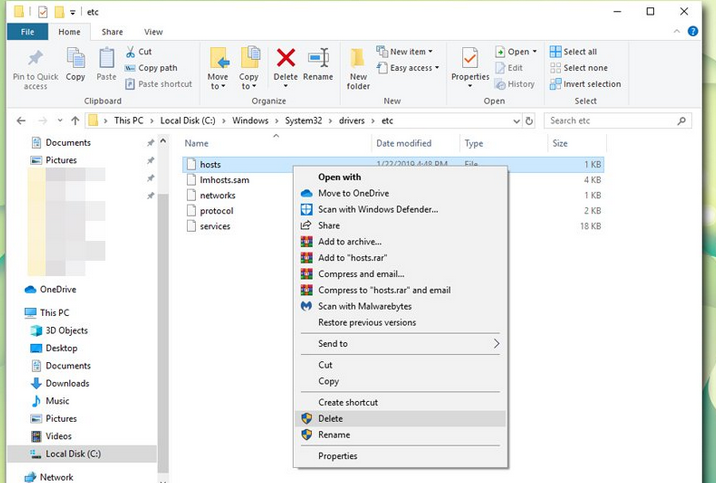 etc
File
Home
Share
View
Pin to Quick access
Copy
Paste
Cut
Copy path
Paste shortcut
Clipboard
Move to
Copy to
Delete
Rename
Organize
New folder
New item
Easy access
New
Properties
Open
Edit
History
Open
Select all
Select none
Invert selection
Select
This PC > Local Disk (C:) > Windows > System32 > drivers > etc
Search etc
Documents
Pictures
OneDrive
This PC
3D Objects
Desktop
Documents
Downloads
Music
Pictures
Videos
Local Disk (C:)
Network
Name Date modified Type Size
hosts 1/22/2019 4:48 PM File 1 KB
lmhosts.sam 4 KB
networks 1 KB
protocol 2 KB
services 18 KB
Open with
Move to OneDrive
Scan with Windows Defender...
Share
Add to archive...
Add to "hosts.rar"
Compress and email...
Compress to "hosts.rar" and email
Scan with Malwarebytes
Restore previous versions
Send to
Cut
Copy
Create shortcut
Delete
Rename
Properties